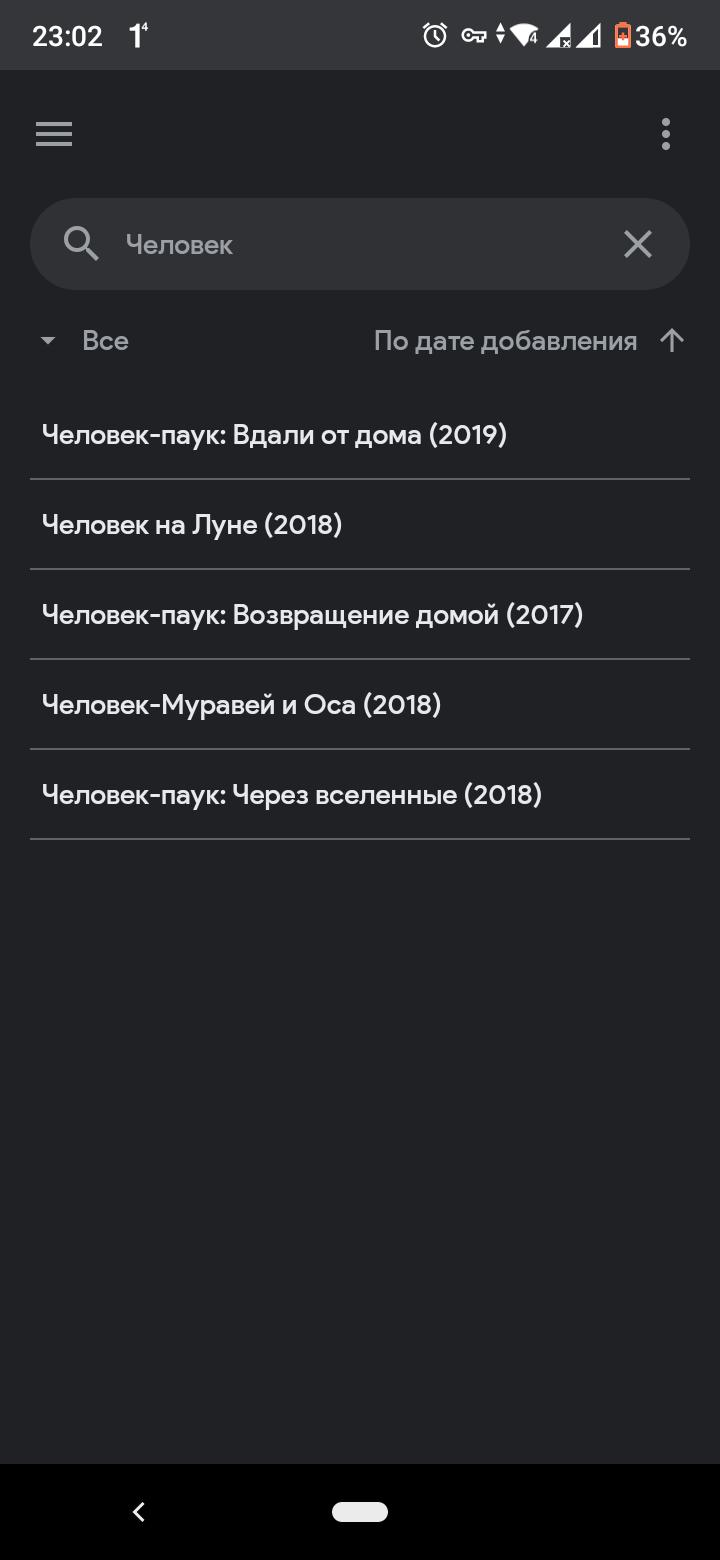 23:02 1⁴ 4 36%
Человек
Все По дате добавления
Человек-паук: Вдали от дома (2019)
Человек на Луне (2018)
Человек-паук: Возвращение домой (2017)
Человек-Муравей и Оса (2018)
Человек-паук: Через вселенные (2018)